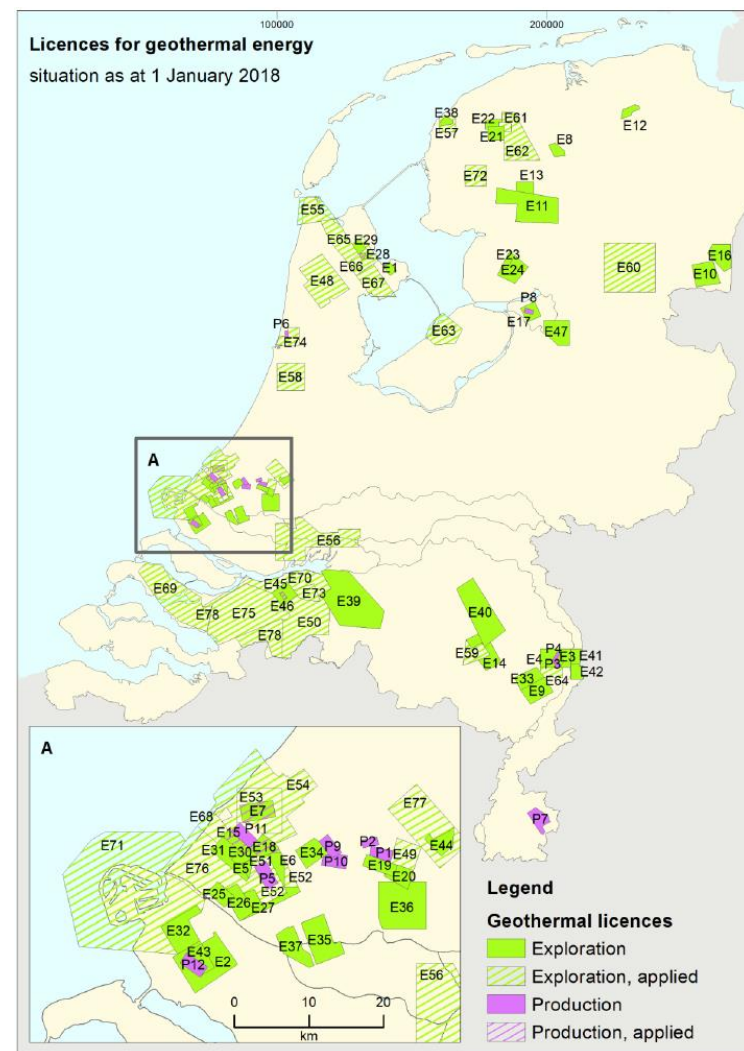 100000
200000
Licences for geothermal energy
situation as at 1 January 2018
E38
E22
E61
E57
E21
E62
E12
E8
E72
E13
E11
E55
E65
E29
E28
E66
E1
E48
E67
E23
E24
E60
E16
E10
P8
E17
E47
E63
P6
E74
E58
A
E56
E69
E45
E70
E73
E78
E75
E46
E39
E78
E50
E40
E59
E14
P4
E4
E3
E41
P3
E42
E33
E64
E9
P7
A
E54
E53
E7
E77
E68
E71
E15
P11
E31
E30
E18
E34
P9
P2
P1
E49
E44
E51
E6
P10
E76
E5
P5
E52
E19
E20
E25
E52
E26
E27
E36
E32
E37
E35
E43
E2
P12
E56
0
10
20
km
Legend
Geothermal licences
Exploration
Exploration, applied
Production
Production, applied